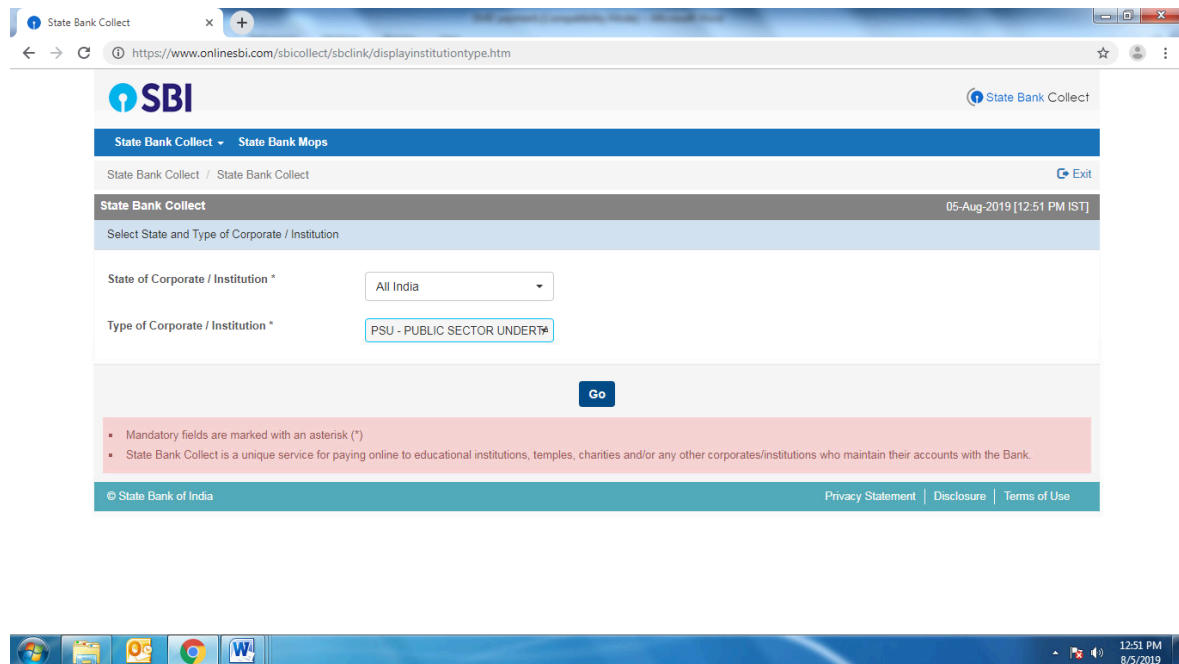 State Bank Collect
https://www.onlinesbi.com/sbicollect/sbclink/displayinstitutiontype.htm
SBI
State Bank Collect
State Bank Collect State Bank Mops
State Bank Collect / State Bank Collect
Exit
State Bank Collect
05-Aug-2019 [12:51 PM IST]
Select State and Type of Corporate / Institution
State of Corporate / Institution *
All India
Type of Corporate / Institution *
PSU - PUBLIC SECTOR UNDERTA
Go
Mandatory fields are marked with an asterisk (*)
State Bank Collect is a unique service for paying online to educational institutions, temples, charities and/or any other corporates/institutions who maintain their accounts with the Bank.
© State Bank of India
Privacy Statement | Disclosure | Terms of Use
12:51 PM
8/5/2019